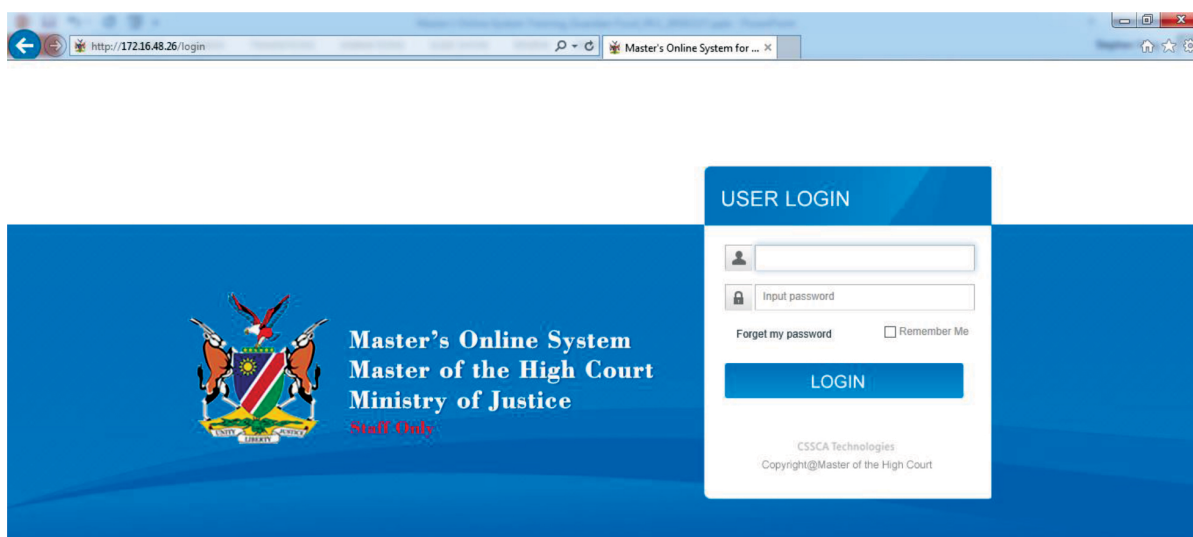 http://172.16.48.26/login
Master's Online System for ...
USER LOGIN
Input password
Forget my password
Remember Me
LOGIN
CSSCA Technologies
Copyright@Master of the High Court
Master's Online System
Master of the High Court
Ministry of Justice
Staff Only
UNITY
LIBERTY
JUSTICE